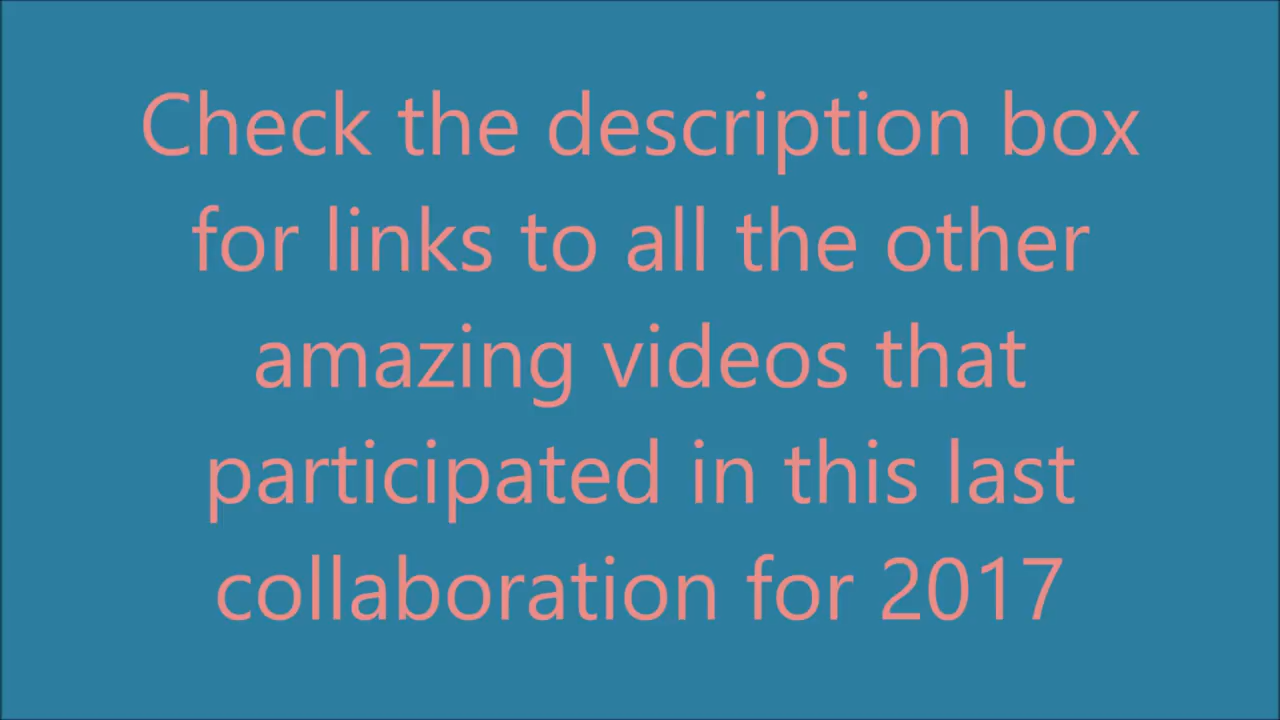 Check the description box
for links to all the other
amazing videos that
participated in this last
collaboration for 2017